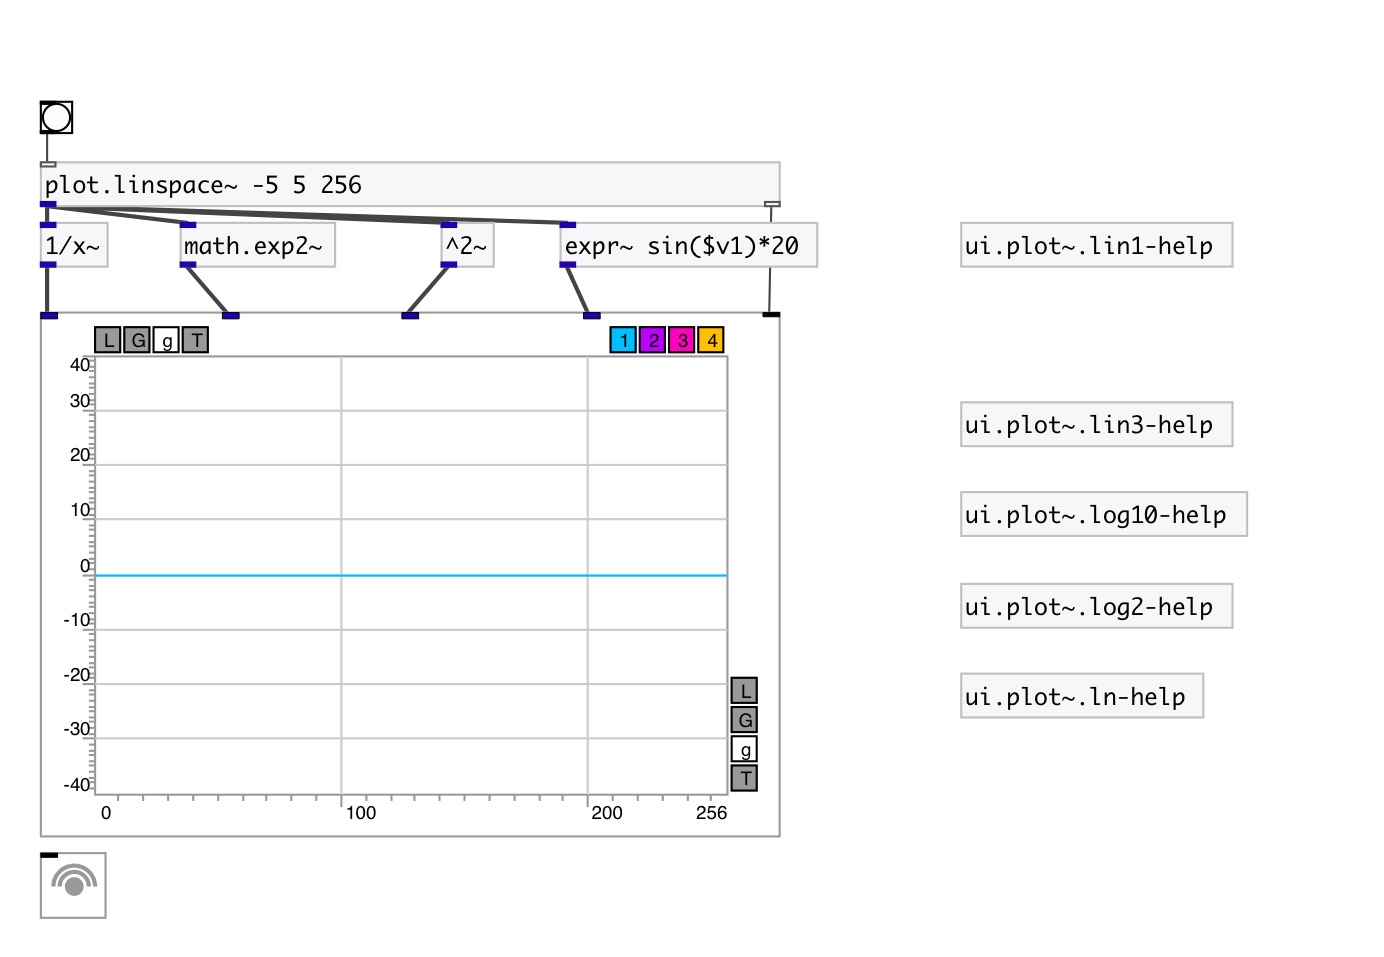 plot.linspace~ -5 5 256
1/x~
math.exp2~
^2~
expr~ sin($v1)*20
ui.plot~.lin1-help
L G g T
1 2 3 4
40
30
20
10
0
-10
-20
-30
-40
0 100 200 256
L
G
g
T
ui.plot~.lin3-help
ui.plot~.log10-help
ui.plot~.log2-help
ui.plot~.ln-help